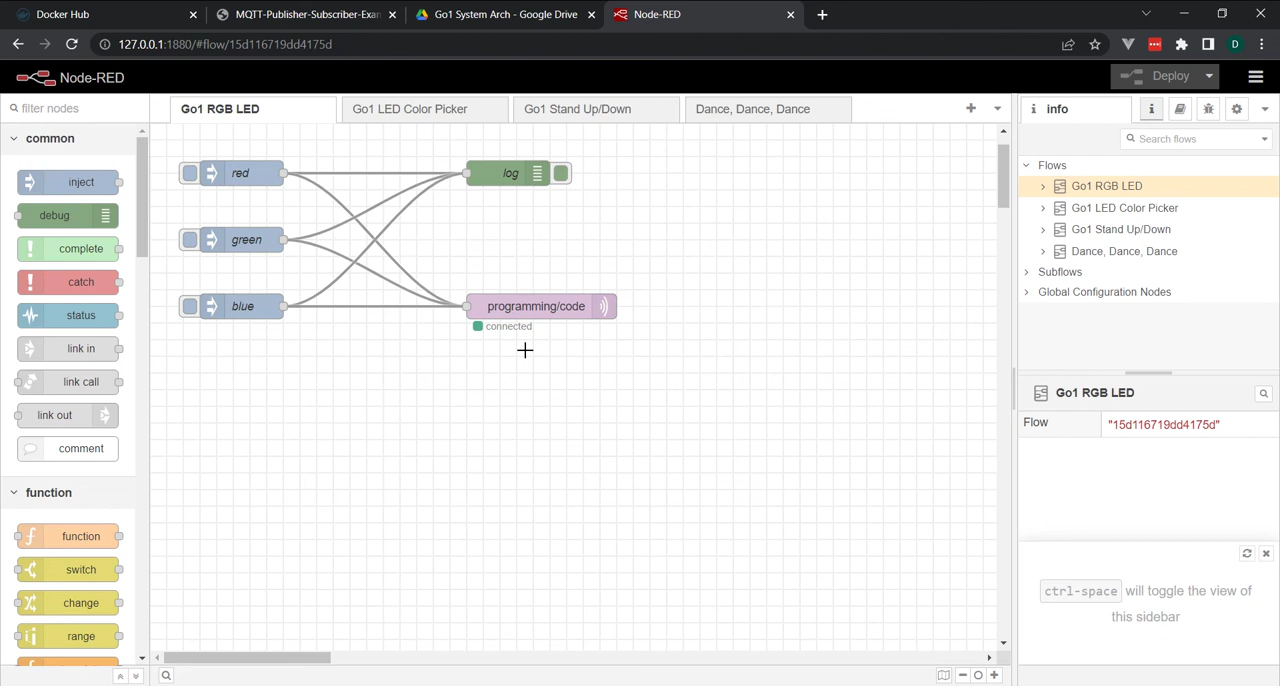 Docker Hub
MQTT-Publisher-Subscriber-Exan
Go1 System Arch - Google Drive
Node-RED
127.0.0.1:1880/#flow/15d116719dd4175d
D
Node-RED
Deploy
filter nodes
Go1 RGB LED
Go1 LED Color Picker
Go1 Stand Up/Down
Dance, Dance, Dance
info
Search flows
common
inject
debug
complete
catch
status
link in
link call
link out
comment
function
function
switch
change
range
red
green
blue
log
programming/code
connected
Flows
Go1 RGB LED
Go1 LED Color Picker
Go1 Stand Up/Down
Dance, Dance, Dance
Subflows
Global Configuration Nodes
Go1 RGB LED
Flow
"15d116719dd4175d"
ctrl-space will toggle the view of
this sidebar